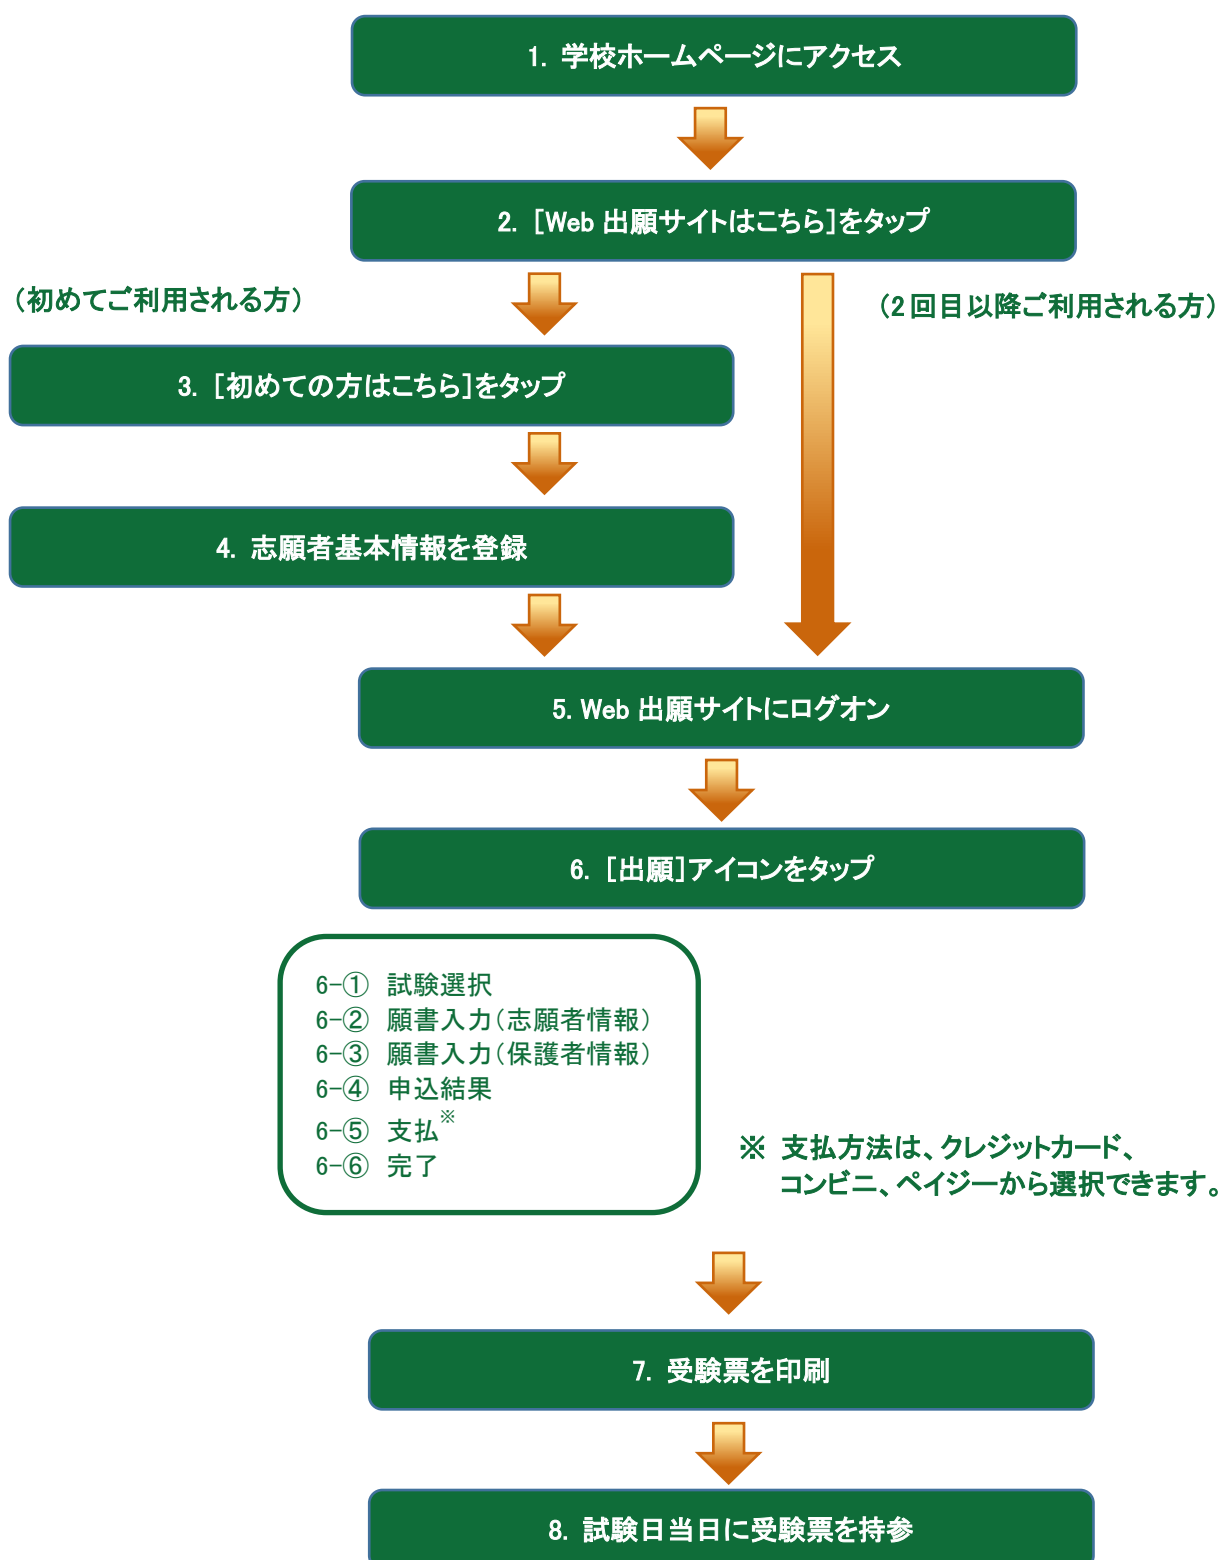 1. 学校ホームページにアクセス
2. [Web 出願サイトはこちら]をタップ
（初めてご利用される方）
（2 回目以降ご利用される方）
3. [初めての方はこちら]をタップ
4. 志願者基本情報を登録
5. Web 出願サイトにログオン
6. [出願]アイコンをタップ
6-① 試験選択
6-② 願書入力（志願者情報）
6-③ 願書入力（保護者情報）
6-④ 申込結果
6-⑤ 支払※
6-⑥ 完了
※ 支払方法は、クレジットカード、
コンビニ、ペイジーから選択できます。
7. 受験票を印刷
8. 試験日当日に受験票を持参